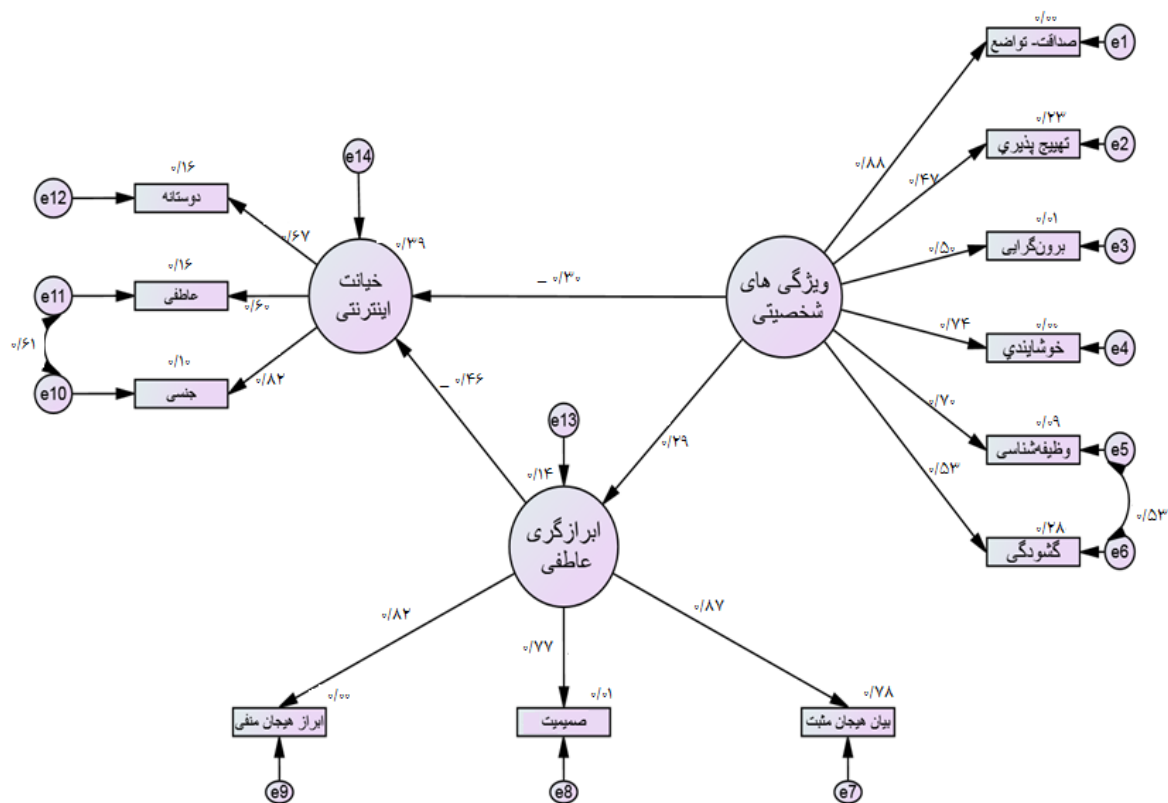 ۰/۰۰
صداقت- تواضع
e1
۰/۲۳
تهییج پذیري
e2
۰/۰۱
برون‌گرایی
e3
۰/۰۰
خوشایندي
e4
۰/۰۹
وظیفه‌شناسی
e5
۰/۲۸
گشودگی
e6
۰/۵۳
۰/۸۸
۰/۴۷
۰/۵۰
۰/۷۴
۰/۷۰
۰/۵۳
ویژگی های
شخصیتی
_ ۰/۳۰
۰/۲۹
e14
_ ۰/۳۹
خیانت
اینترنتی
۰/۶۷
۰/۶۰
۰/۸۲
۰/۱۶
دوستانه
e12
۰/۱۶
عاطفی
e11
۰/۶۱
۰/۱۰
جنسی
e10
_ ۰/۴۶
e13
۰/۱۴
ابرازگری
عاطفی
۰/۸۷
۰/۷۷
۰/۸۲
۰/۷۸
بیان هیجان مثبت
e7
۰/۰۱
صمیمیت
e8
۰/۰۰
ابراز هیجان منفی
e9